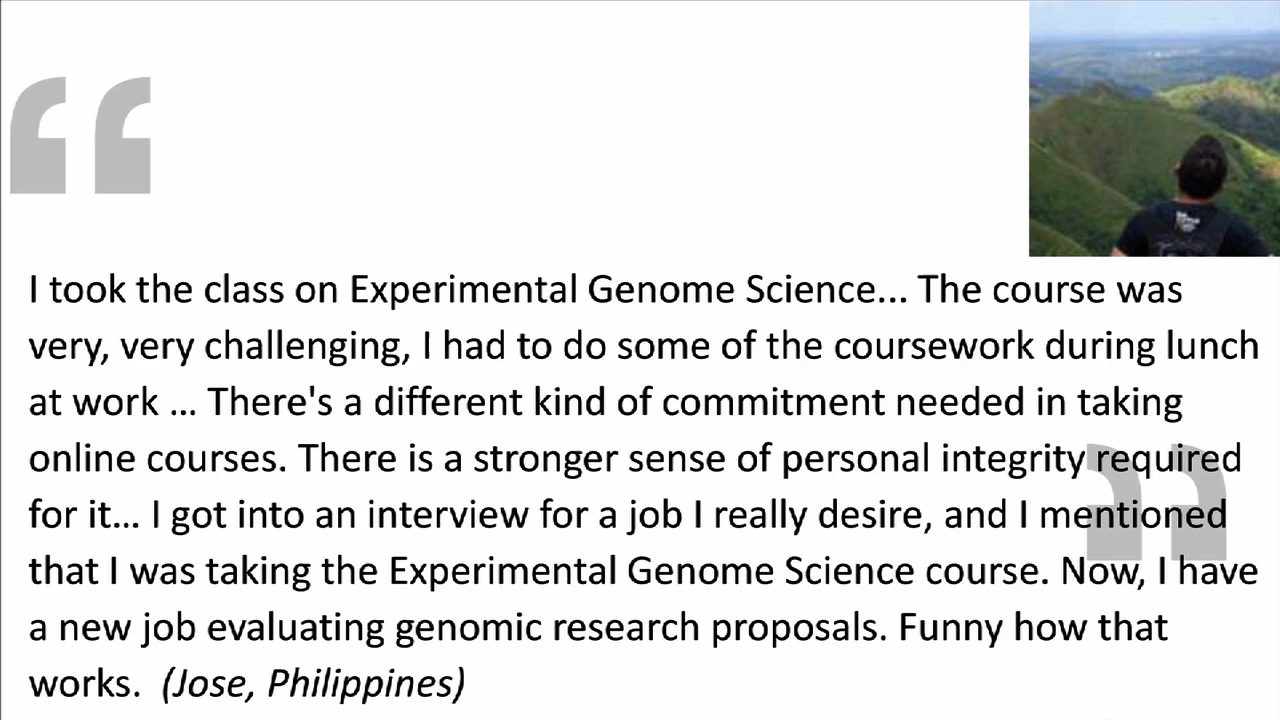 I took the class on Experimental Genome Science... The course was
very, very challenging, I had to do some of the coursework during lunch
at work ... There's a different kind of commitment needed in taking
online courses. There is a stronger sense of personal integrity required
for it... I got into an interview for a job I really desire, and I mentioned
that I was taking the Experimental Genome Science course. Now, I have
a new job evaluating genomic research proposals. Funny how that
works. (Jose, Philippines)